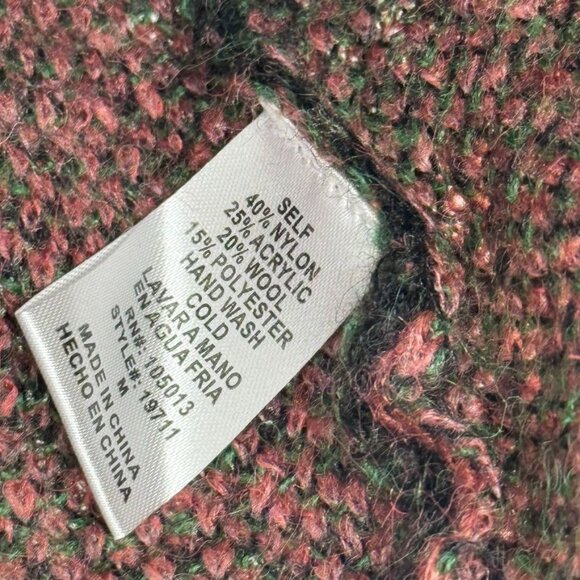 SELF
40% NYLON
25% ACRYLIC
20% WOOL
15% POLYESTER
HAND WASH
COLD
LAVAR A MANO
EN AGUA FRIA
RN#: 105013
STYLE#: 19711
M
MADE IN CHINA
HECHO EN CHINA